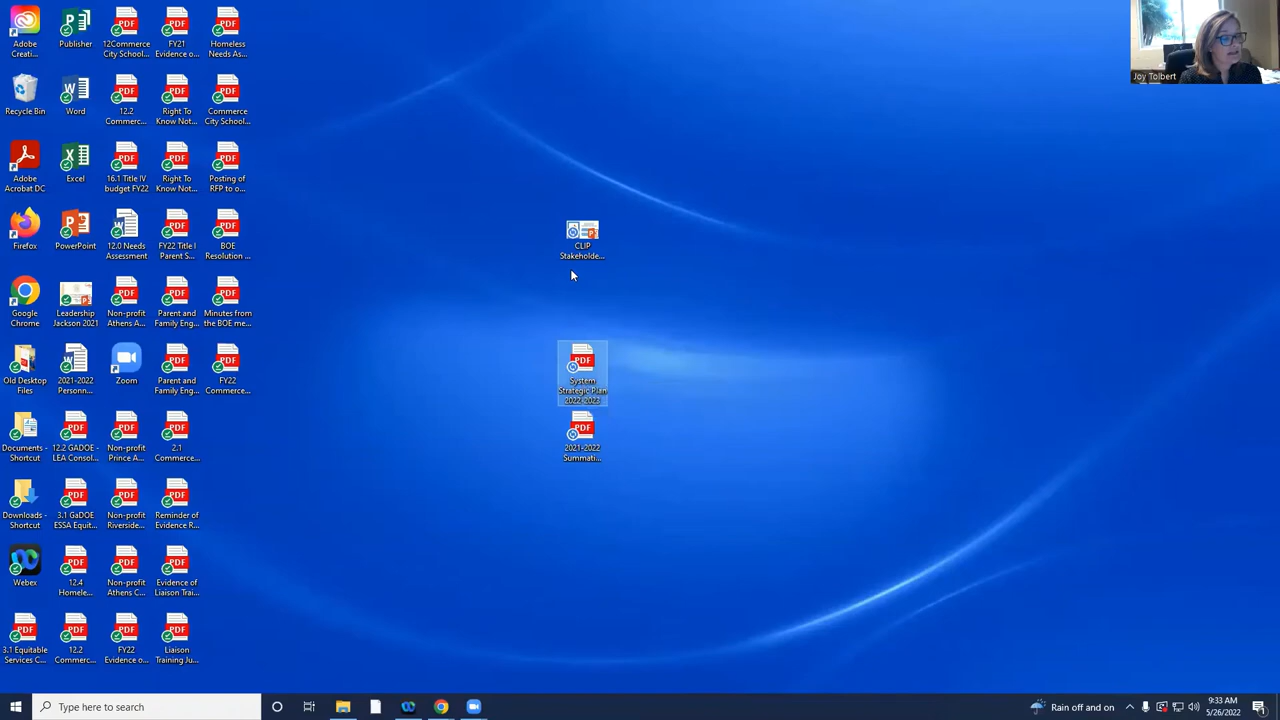 Adobe
Creati...
Publisher
12Commerce
City School...
FY21
Evidence o...
Homeless
Needs As...
Joy Tolbert
Recycle Bin
Word
12.2
Commerc...
Right To
Know Not...
Commerce
City School...
Adobe
Acrobat DC
Excel
16.1 Title IV
budget FY22
Right To
Know Not...
Posting of
RFP to o...
Firefox
PowerPoint
12.0 Needs
Assessment
FY22 Title I
Parent S...
BOE
Resolution ...
CLIP
Stakeholde...
Google
Chrome
Leadership
Jackson 2021
Non-profit
Athens A...
Parent and
Family Eng...
Minutes from
the BOE me...
Old Desktop
Files
2021-2022
Personn...
Zoom
Parent and
Family Eng...
FY22
Commerce...
System
Strategic Plan
2022-2023
Documents -
Shortcut
12.2 GADOE -
LEA Consol...
Non-profit
Prince A...
2.1
Commerce...
2021-2022
Summati...
Downloads -
Shortcut
3.1 GaDOE
ESSA Equit...
Non-profit
Riverside...
Reminder of
Evidence R...
Webex
12.4
Homele...
Non-profit
Athens C...
Evidence of
Liaison Trai...
3.1 Equitable
Services C...
12.2
Commerc...
FY22
Evidence o...
Liaison
Training Ju...
Type here to search
Rain off and on
9:33 AM
5/26/2022